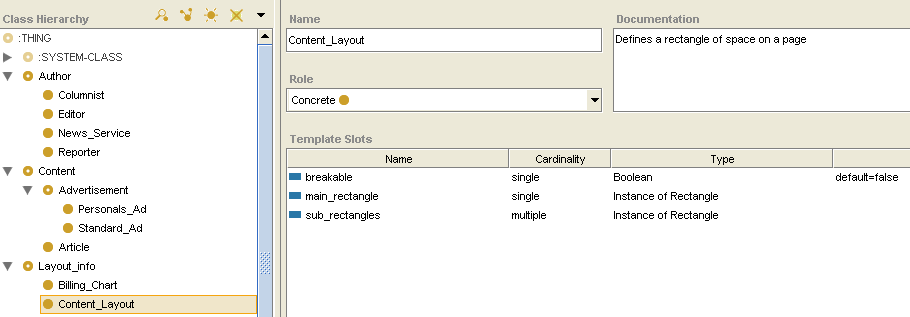 Class Hierarchy
:THING
:SYSTEM-CLASS
Author
Columnist
Editor
News_Service
Reporter
Content
Advertisement
Personals_Ad
Standard_Ad
Article
Layout_info
Billing_Chart
Content_Layout
Name
Content_Layout
Role
Concrete
Documentation
Defines a rectangle of space on a page
Template Slots
Name Cardinality Type
breakable single Boolean default=false
main_rectangle single Instance of Rectangle
sub_rectangles multiple Instance of Rectangle